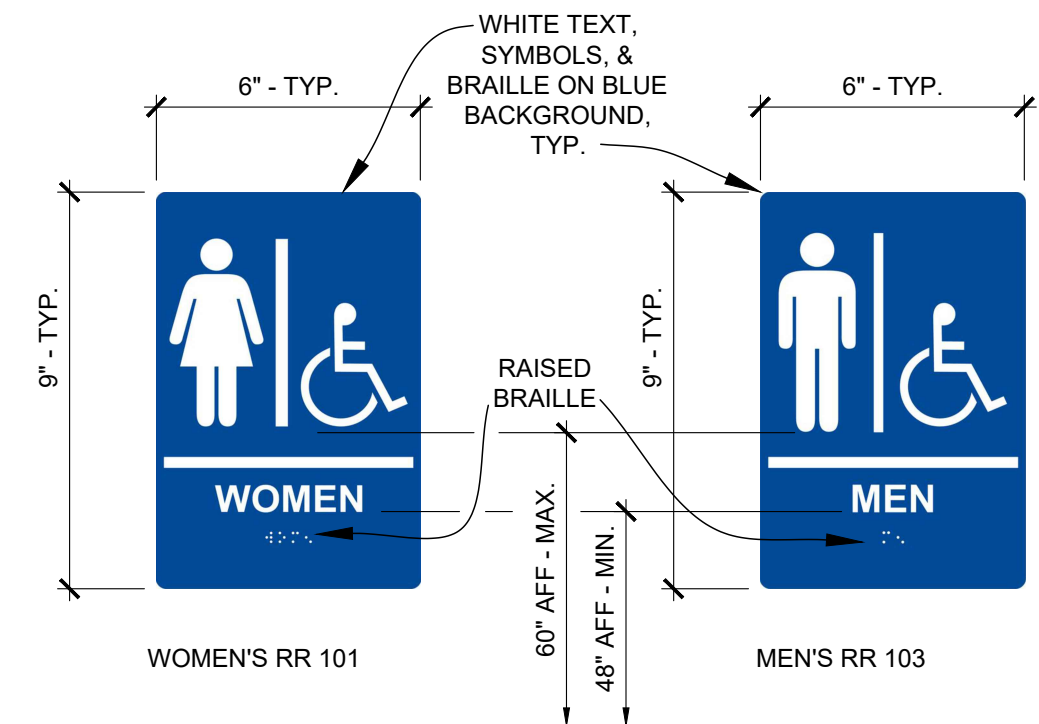 WHITE TEXT,
SYMBOLS, &
BRAILLE ON BLUE
BACKGROUND,
TYP.
6" - TYP.
6" - TYP.
9" - TYP.
9" - TYP.
RAISED
BRAILLE
WOMEN
⠺⠕⠍⠢
MEN
⠍⠢
60" AFF - MAX.
48" AFF - MIN.
WOMEN'S RR 101
MEN'S RR 103